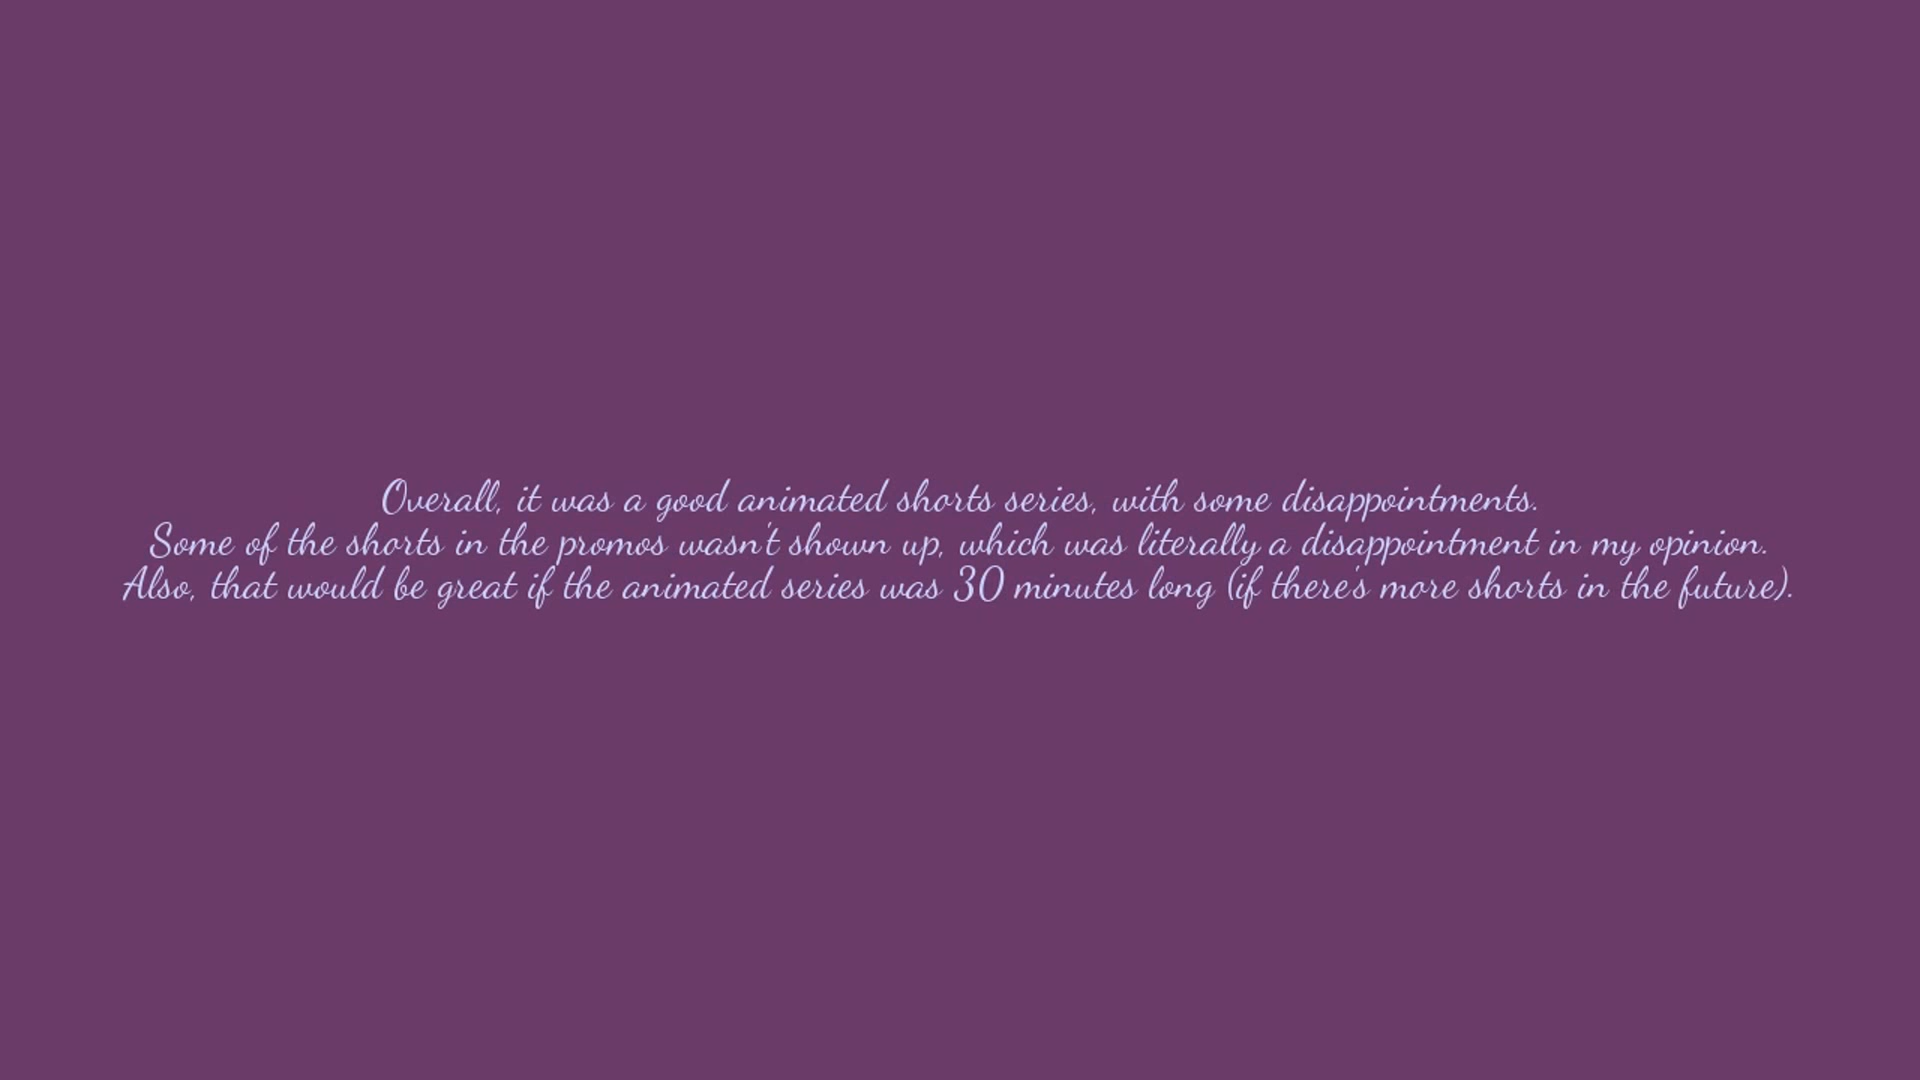 Overall, it was a good animated shorts series, with some disappointments.
Some of the shorts in the promos wasn't shown up, which was literally a disappointment in my opinion.
Also, that would be great if the animated series was 30 minutes long (if there's more shorts in the future).